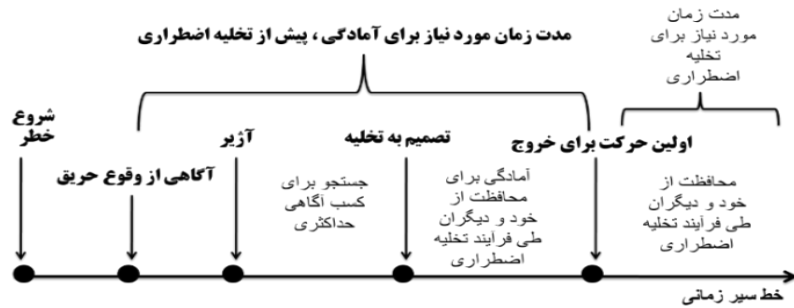 مدت زمان
مورد نیاز برای
تخلیه
اضطراری
مدت زمان مورد نیاز برای آمادگی ، پیش از تخلیه اضطراری
شروع
خطر
آگاهی از وقوع حریق
آژیر
تصمیم به تخلیه
اولین حرکت برای خروج
جستجو برای
کسب آگاهی
حداکثری
آمادگی برای
محافظت از
خود و دیگران
طی فرآیند تخلیه
اضطراری
محافظت از
خود و دیگران
طی فرآیند تخلیه
اضطراری
خط سیر زمانی